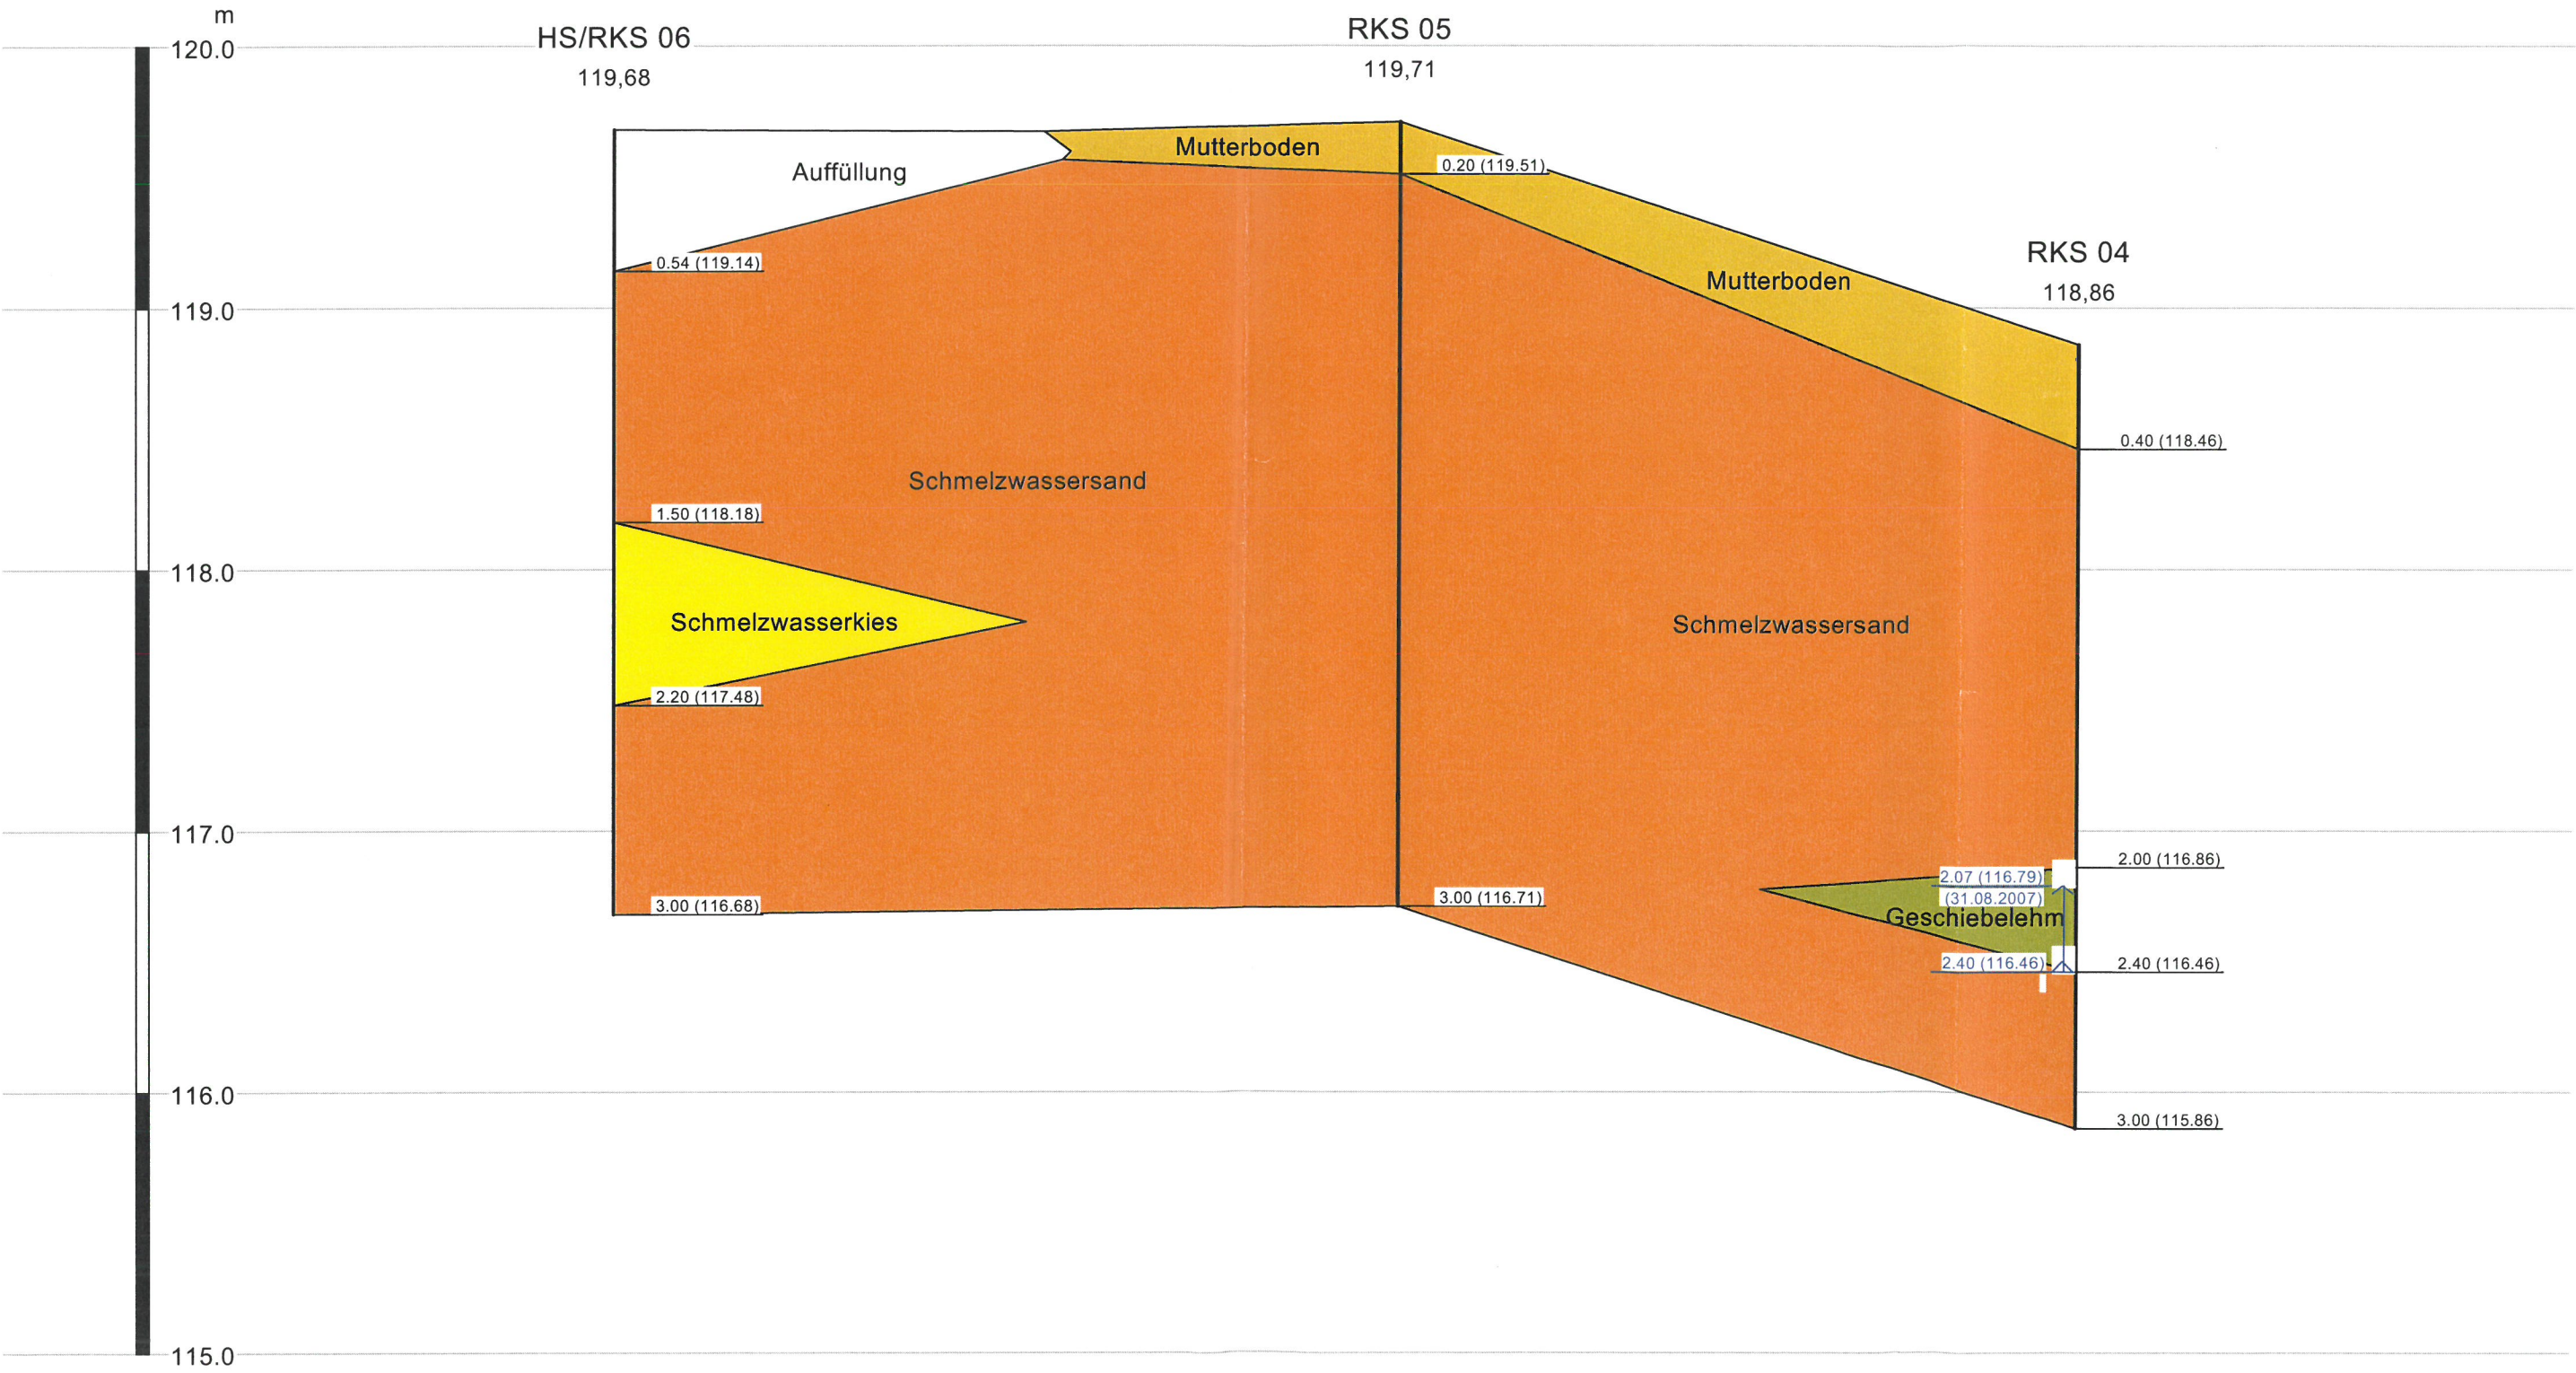 m
120.0
HS/RKS 06
119,68
RKS 05
119,71
Mutterboden
Auffüllung
0.20 (119.51)
0.54 (119.14)
RKS 04
118,86
Mutterboden
119.0
0.40 (118.46)
Schmelzwassersand
1.50 (118.18)
118.0
Schmelzwasserkies
Schmelzwassersand
2.20 (117.48)
117.0
2.00 (116.86)
2.07 (116.79)
(31.08.2007)
3.00 (116.68)
3.00 (116.71)
Geschiebelehm
2.40 (116.46)
2.40 (116.46)
116.0
3.00 (115.86)
115.0